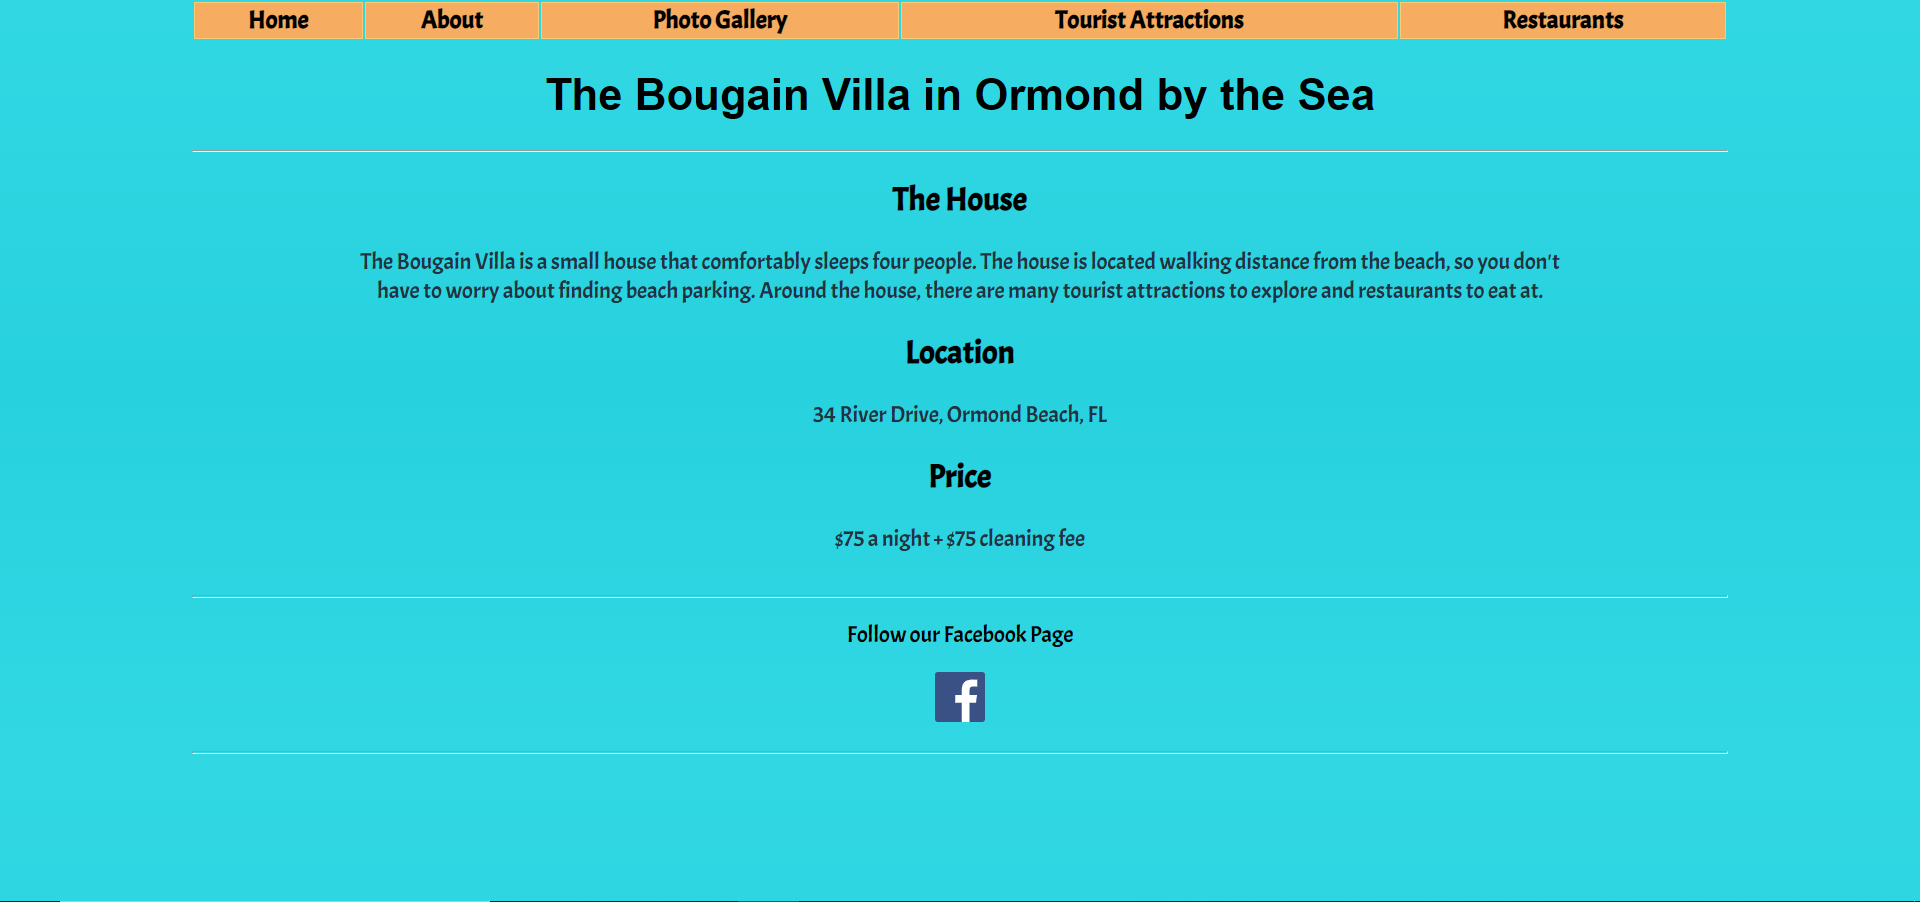 Home About Photo Gallery Tourist Attractions Restaurants
The Bougain Villa in Ormond by the Sea
The House
The Bougain Villa is a small house that comfortably sleeps four people. The house is located walking distance from the beach, so you don't
have to worry about finding beach parking. Around the house, there are many tourist attractions to explore and restaurants to eat at.
Location
34 River Drive, Ormond Beach, FL
Price
$75 a night + $75 cleaning fee
Follow our Facebook Page
f